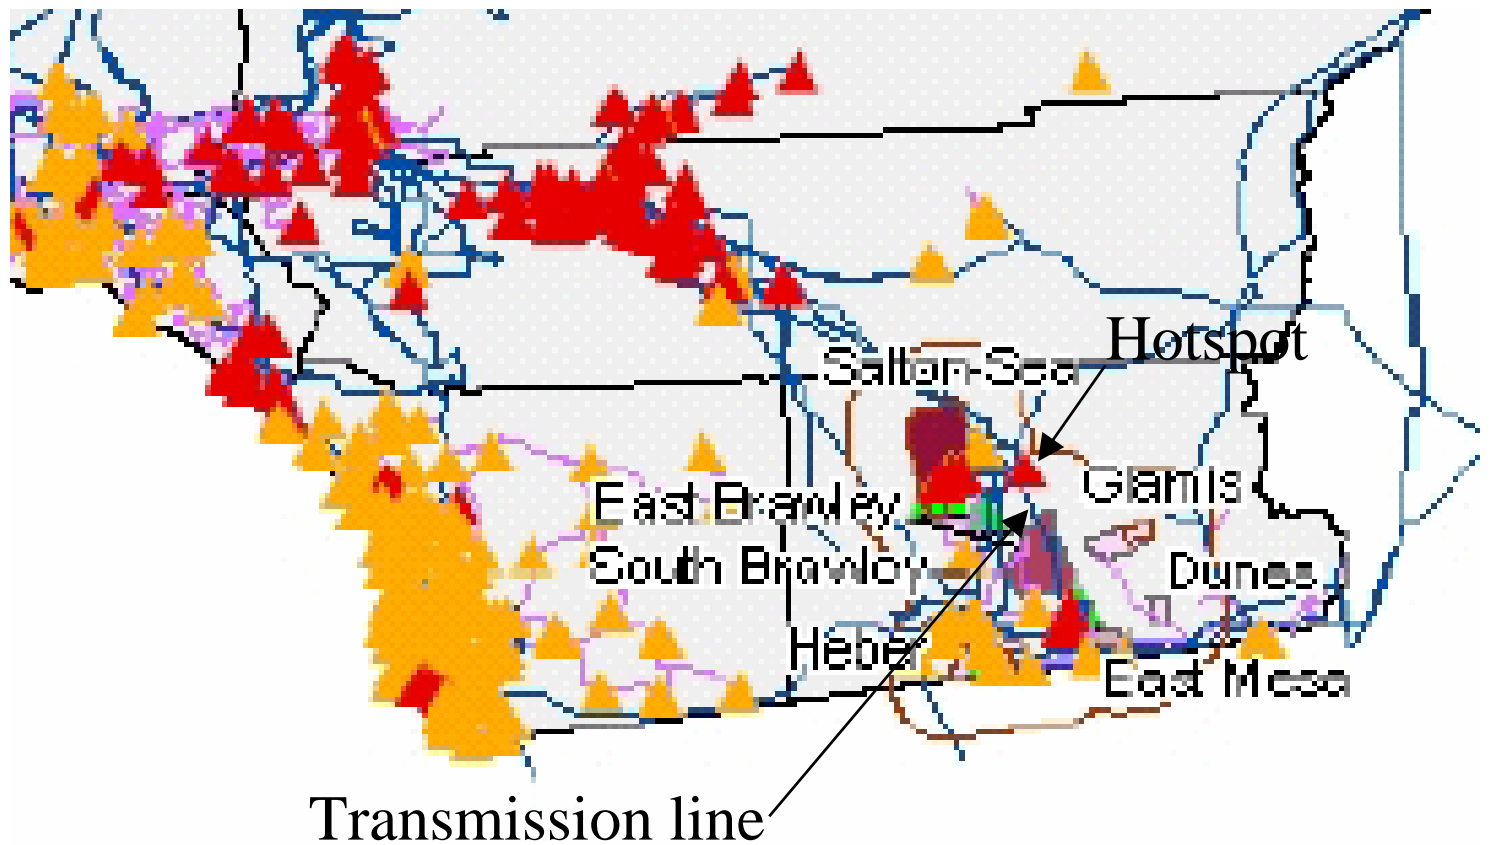 Hotspot
Salton Sea
Glamis
East Brawley
South Brawley
Dunes
Heber
East Mesa
Transmission line